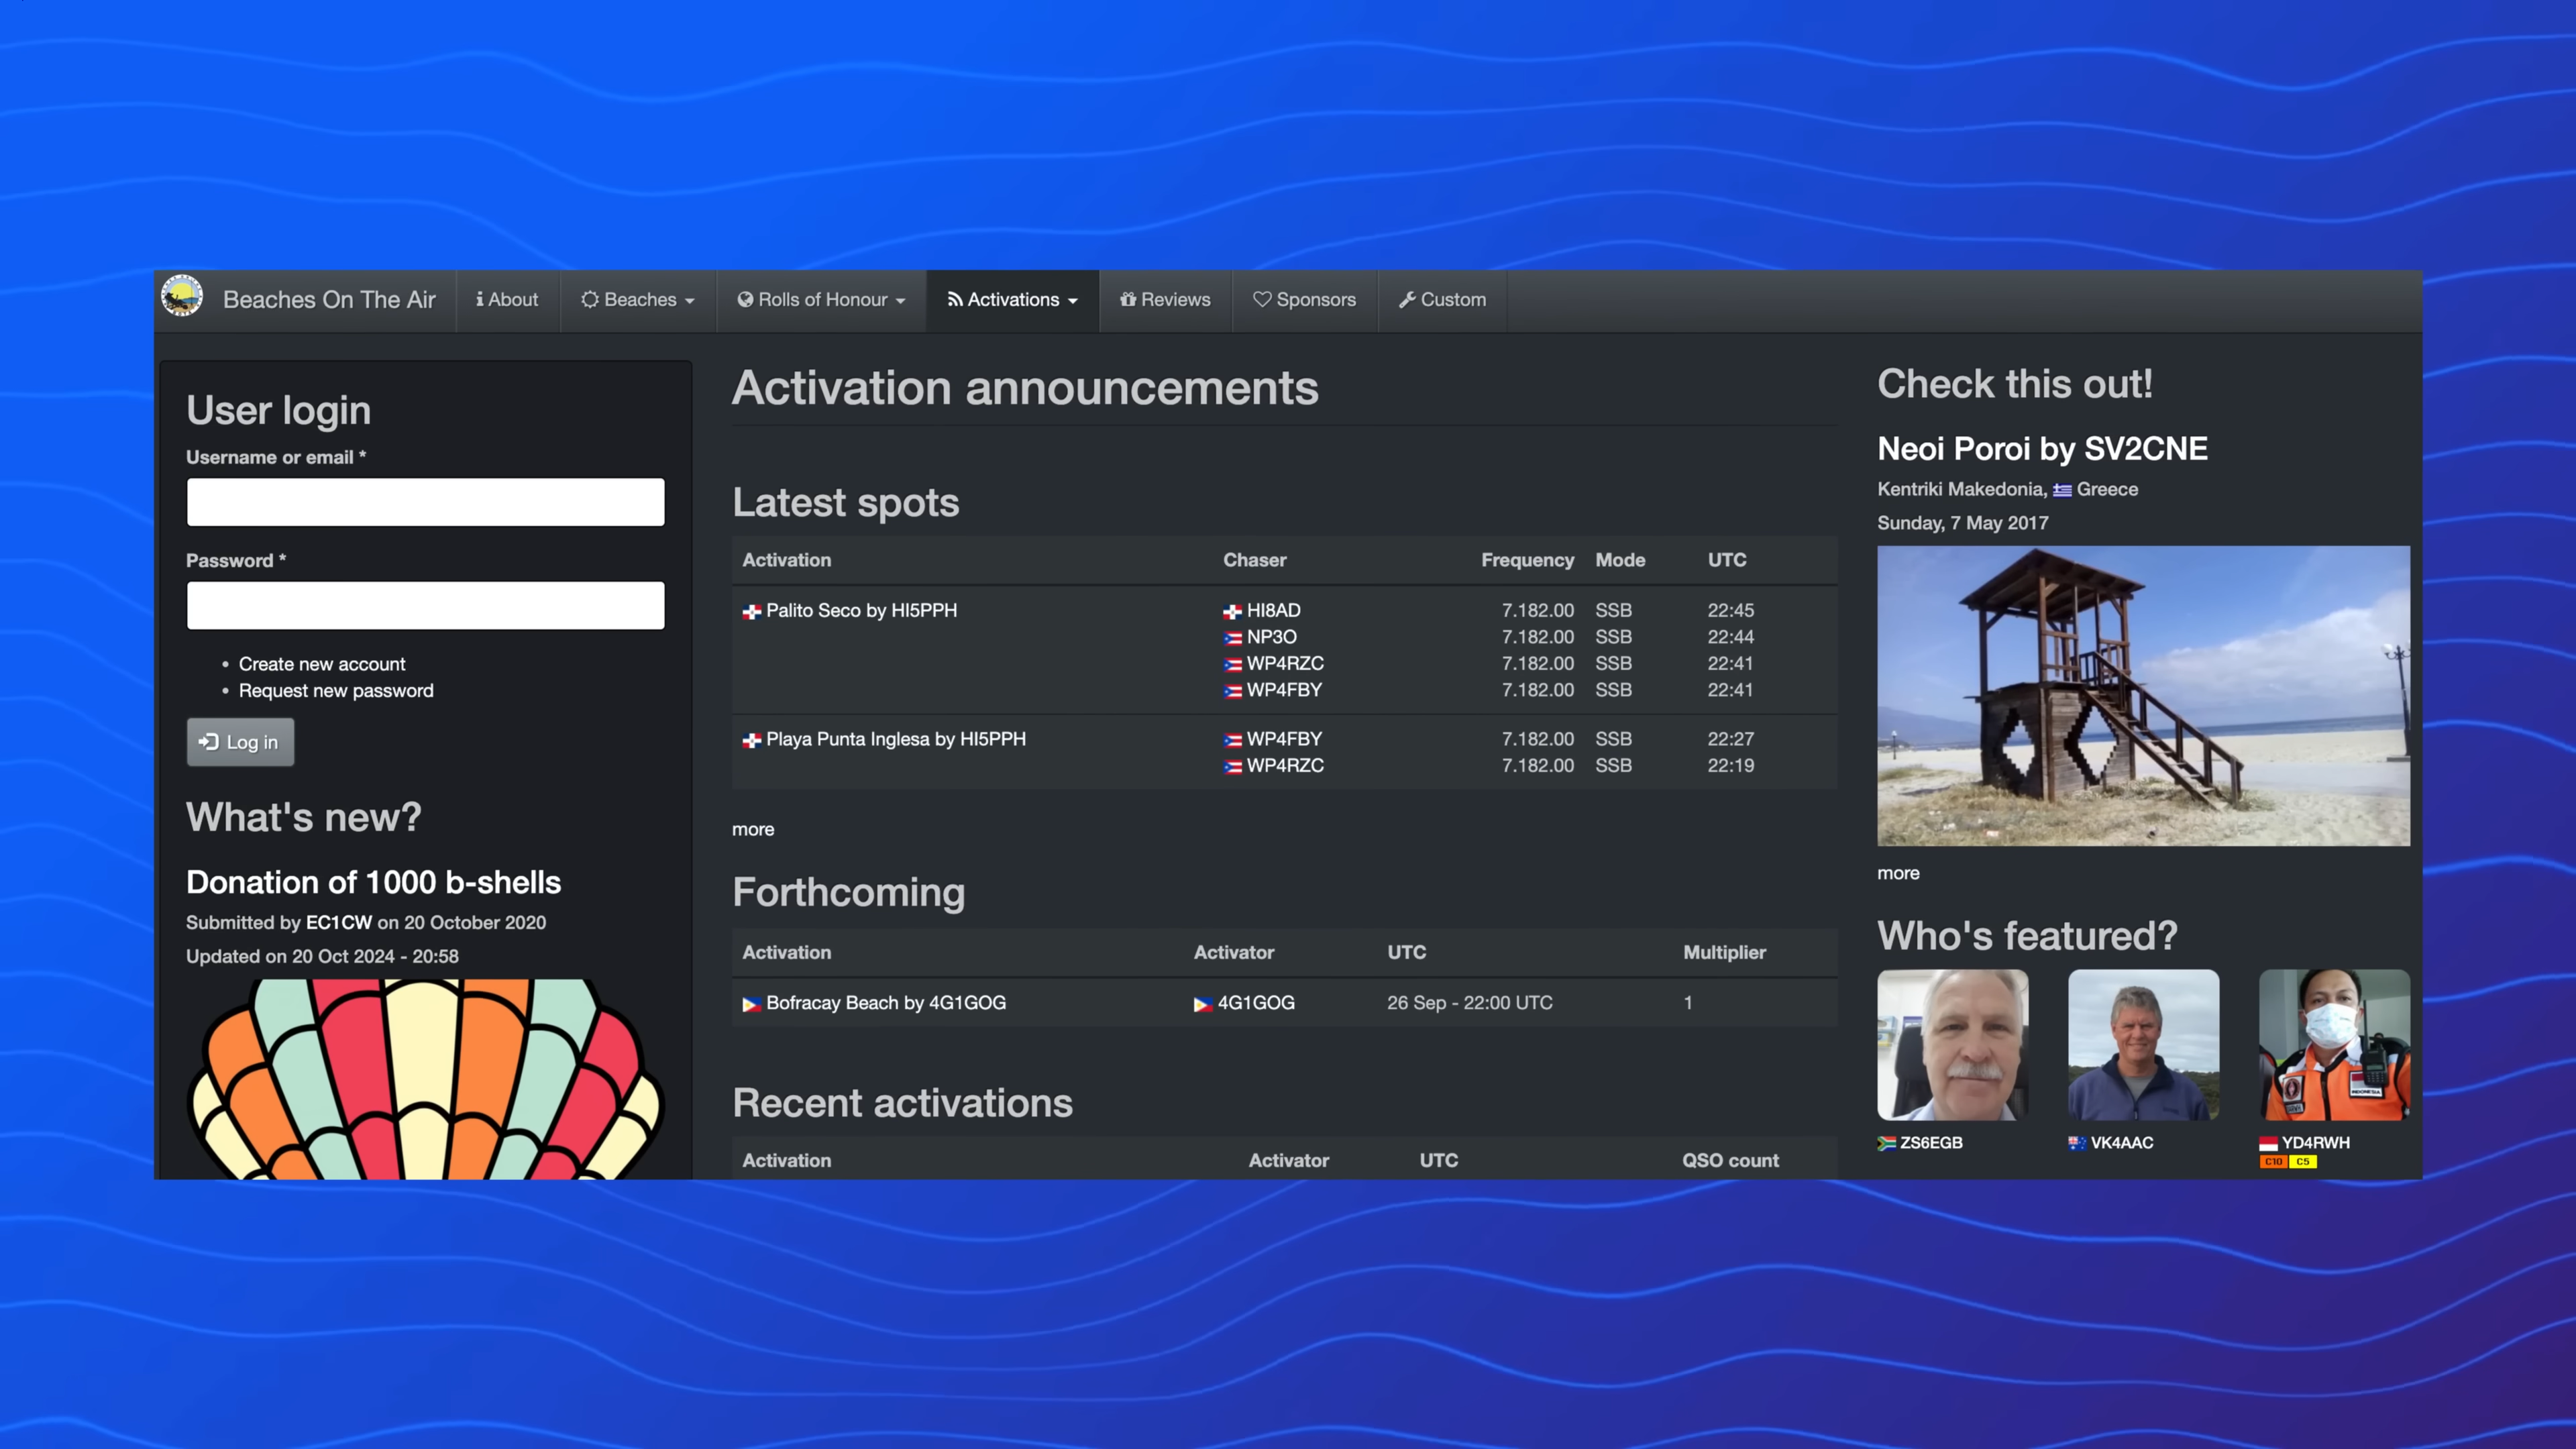 Beaches On The Air
About
Beaches
Rolls of Honour
Activations
Reviews
Sponsors
Custom
User login
Username or email *
Password *
• Create new account
• Request new password
Log in
What's new?
Donation of 1000 b-shells
Submitted by EC1CW on 20 October 2020
Updated on 20 Oct 2024 - 20:58
Activation announcements
Latest spots
Activation Chaser Frequency Mode UTC
Palito Seco by HI5PPH HI8AD 7.182.00 SSB 22:45
NP3O 7.182.00 SSB 22:44
WP4RZC 7.182.00 SSB 22:41
WP4FBY 7.182.00 SSB 22:41
Playa Punta Inglesa by HI5PPH WP4FBY 7.182.00 SSB 22:27
WP4RZC 7.182.00 SSB 22:19
more
Forthcoming
Activation Activator UTC Multiplier
Bofracay Beach by 4G1GOG 4G1GOG 26 Sep - 22:00 UTC 1
Recent activations
Activation Activator UTC QSO count
Check this out!
Neoi Poroi by SV2CNE
Kentriki Makedonia, Greece
Sunday, 7 May 2017
more
Who's featured?
ZS6EGB
VK4AAC
YD4RWH
C10 C5